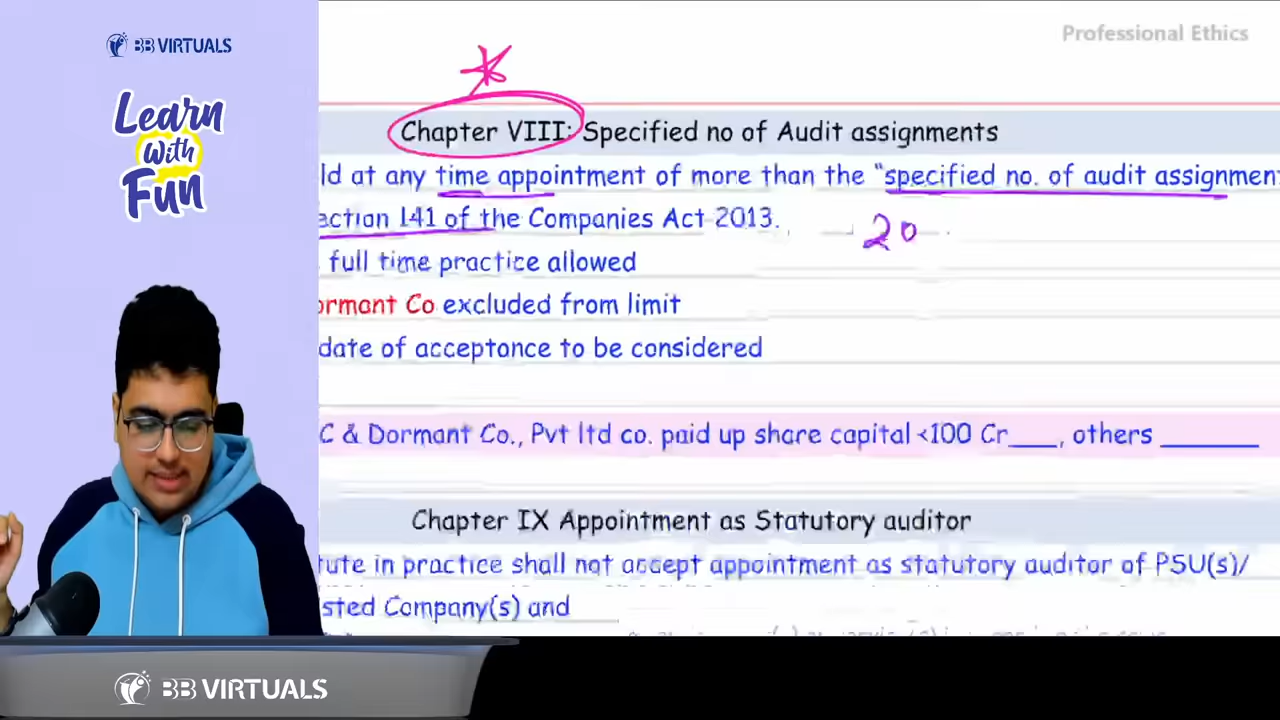 BB VIRTUALS
Learn
With
Fun
Professional Ethics
Chapter VIII: Specified no of Audit assignments
ld at any time appointment of more than the "specified no. of audit assignmen
ection 141 of the Companies Act 2013.
20
full time practice allowed
ormant Co excluded from limit
date of acceptance to be considered
C & Dormant Co., Pvt ltd co. paid up share capital <100 Cr___, others _______
Chapter IX Appointment as Statutory auditor
tute in practice shall not accept appointment as statutory auditor of PSU(s)/
sted Company(s) and
BB VIRTUALS